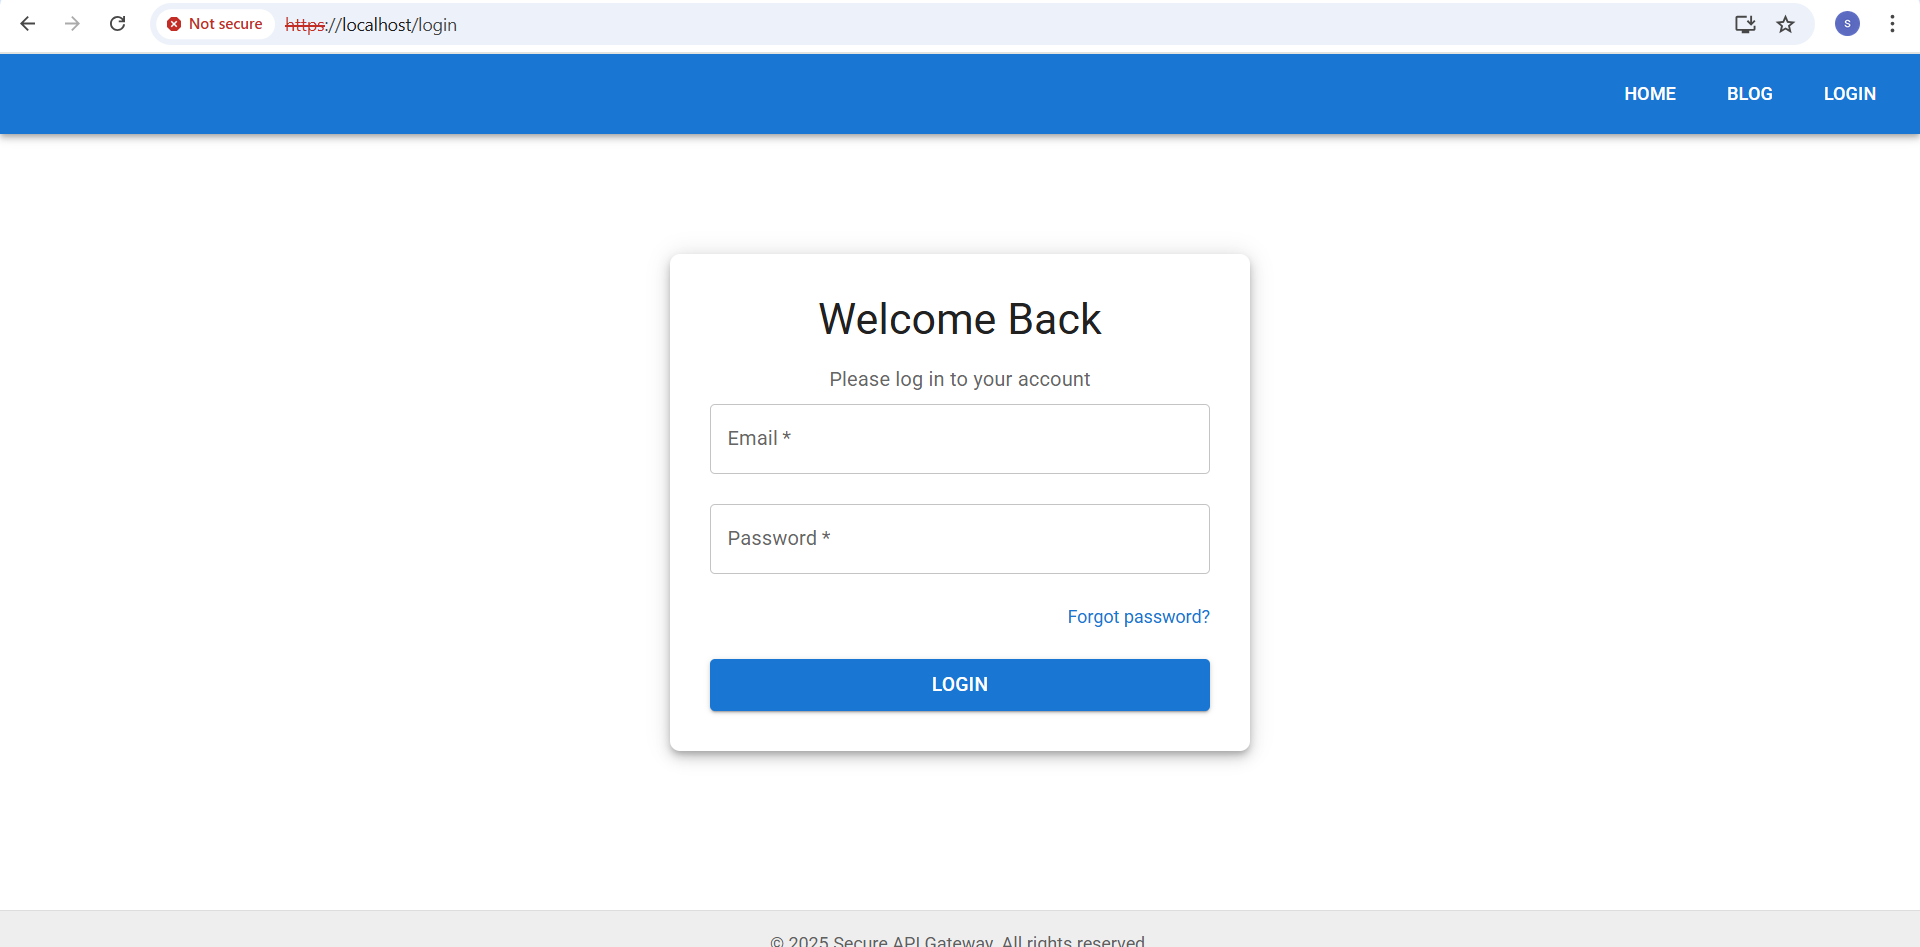 Not secure https://localhost/login S
HOME BLOG LOGIN
Welcome Back
Please log in to your account
Email *
Password *
Forgot password?
LOGIN
© 2025 Secure API Gateway. All rights reserved.